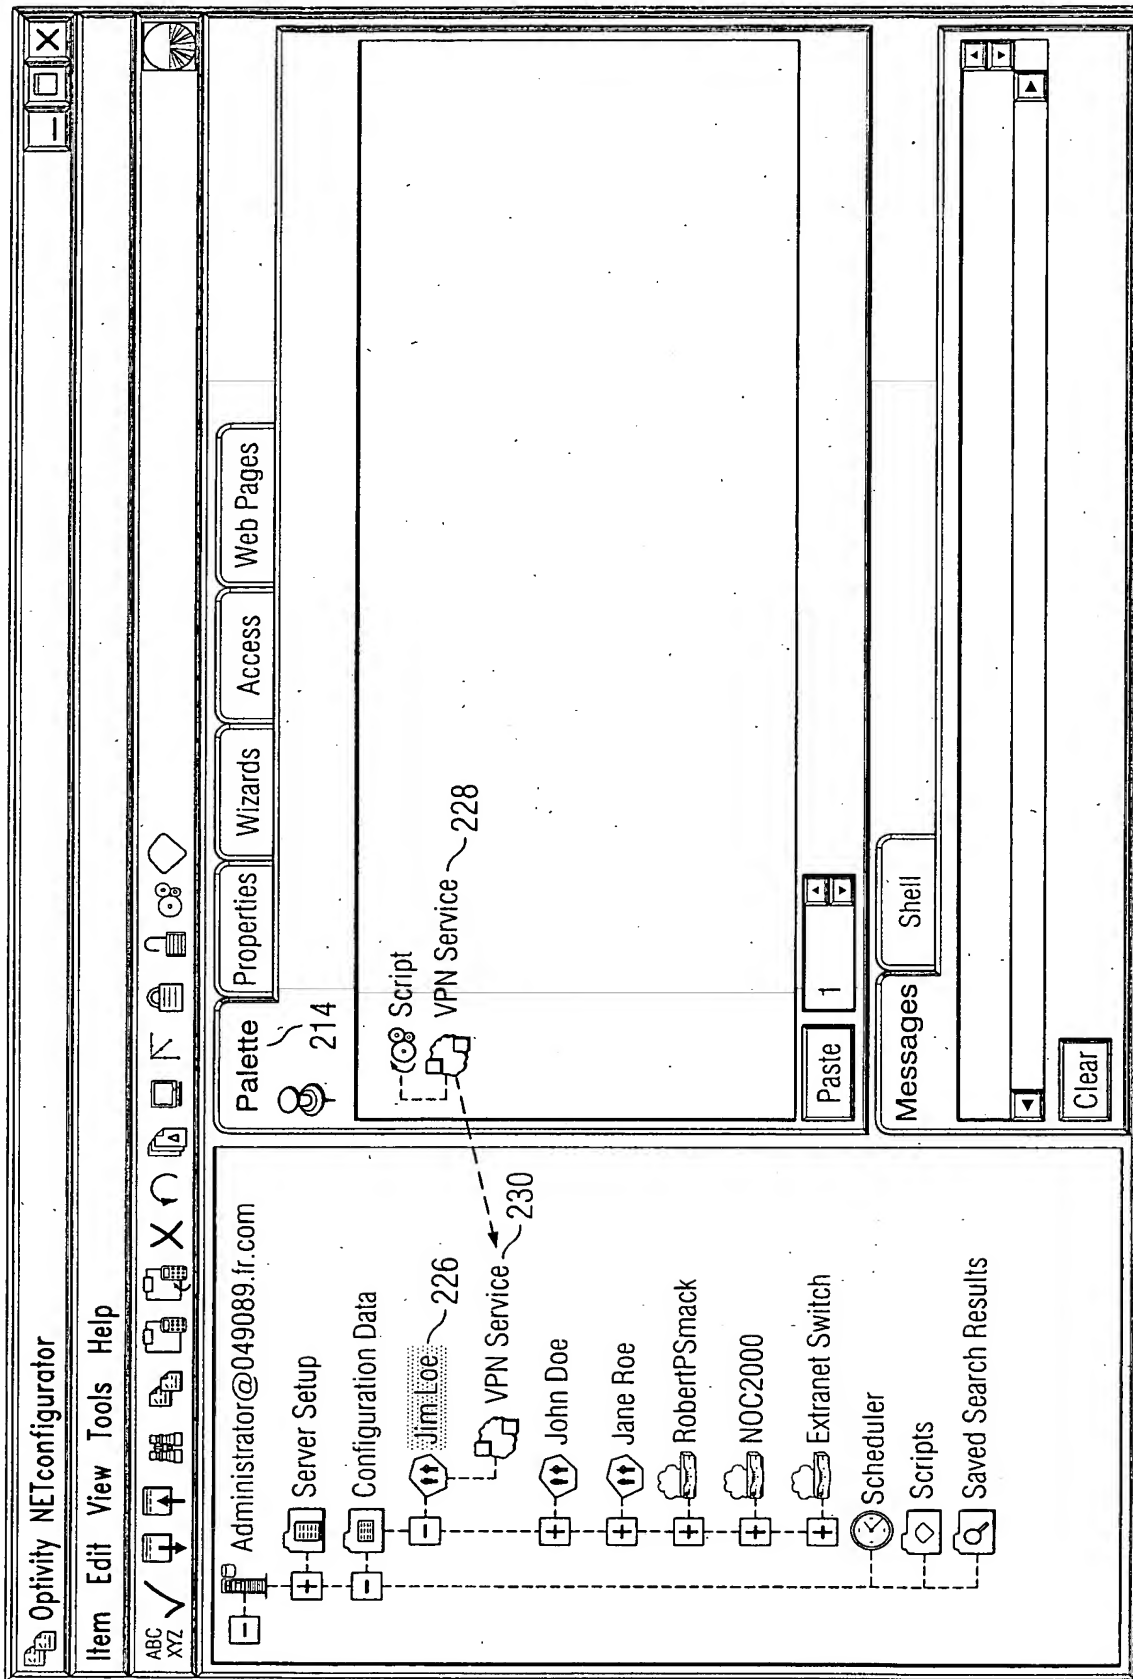 Optivity NETconfigurator
Item Edit View Tools Help
ABC
XYZ
Administrator@049089.fr.com
Server Setup
Configuration Data
Jim Loe
226
VPN Service
230
John Doe
Jane Roe
RobertPSmack
NOC2000
Extranet Switch
Scheduler
Scripts
Saved Search Results
Palette
Properties
Wizards
Access
Web Pages
214
Script
VPN Service
228
Paste
1
Messages
Shell
Clear